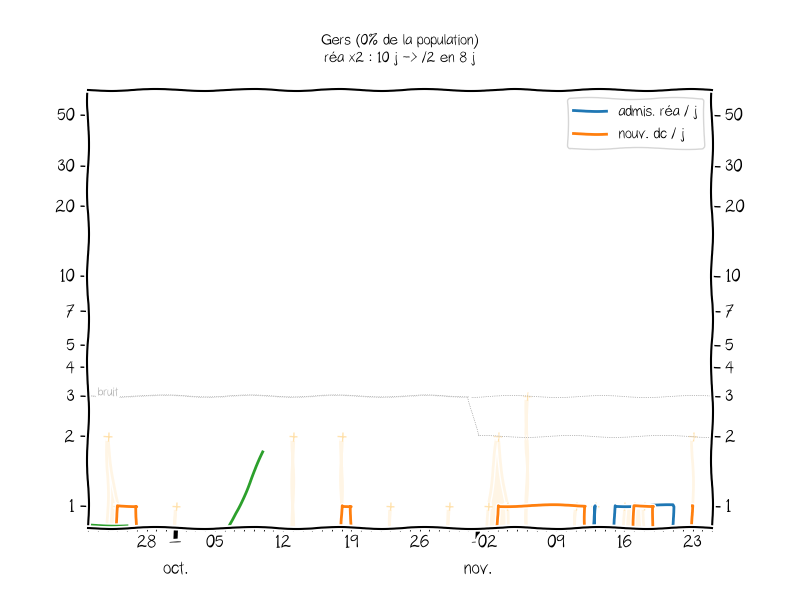 Gers (0% de la population)
réa x2 : 10 j -> /2 en 8 j
admis. réa / j
nouv. dc / j
50 50
30 30
20 20
10 10
7 7
5 5
4 4
bruit
3 3
2 2
1 1
28 05 12 19 26 02 09 16 23
oct. nov.